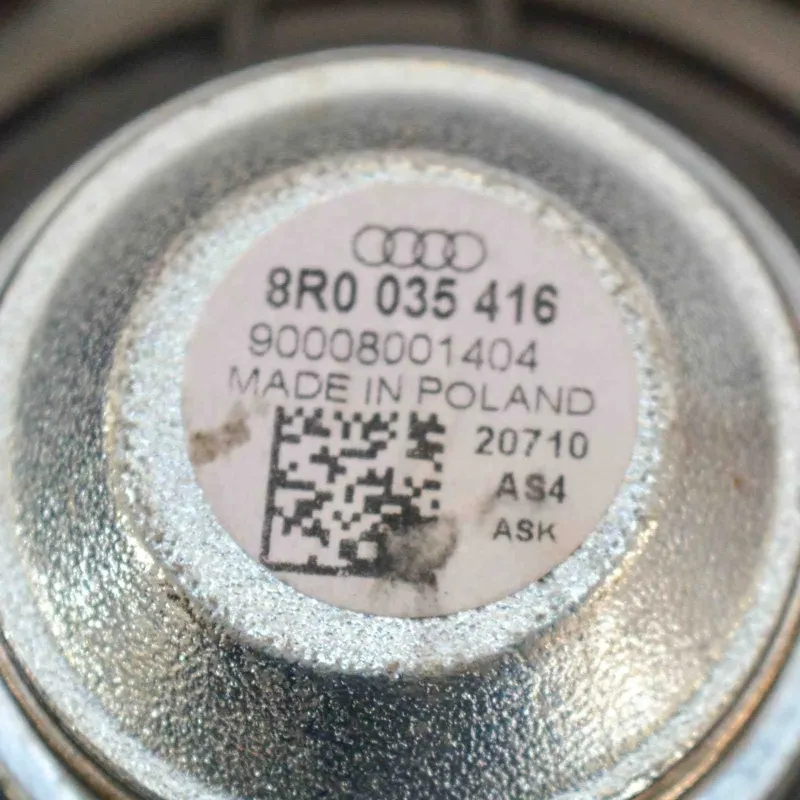 8R0 035 416
90008001404
MADE IN POLAND
20710
AS4
ASK